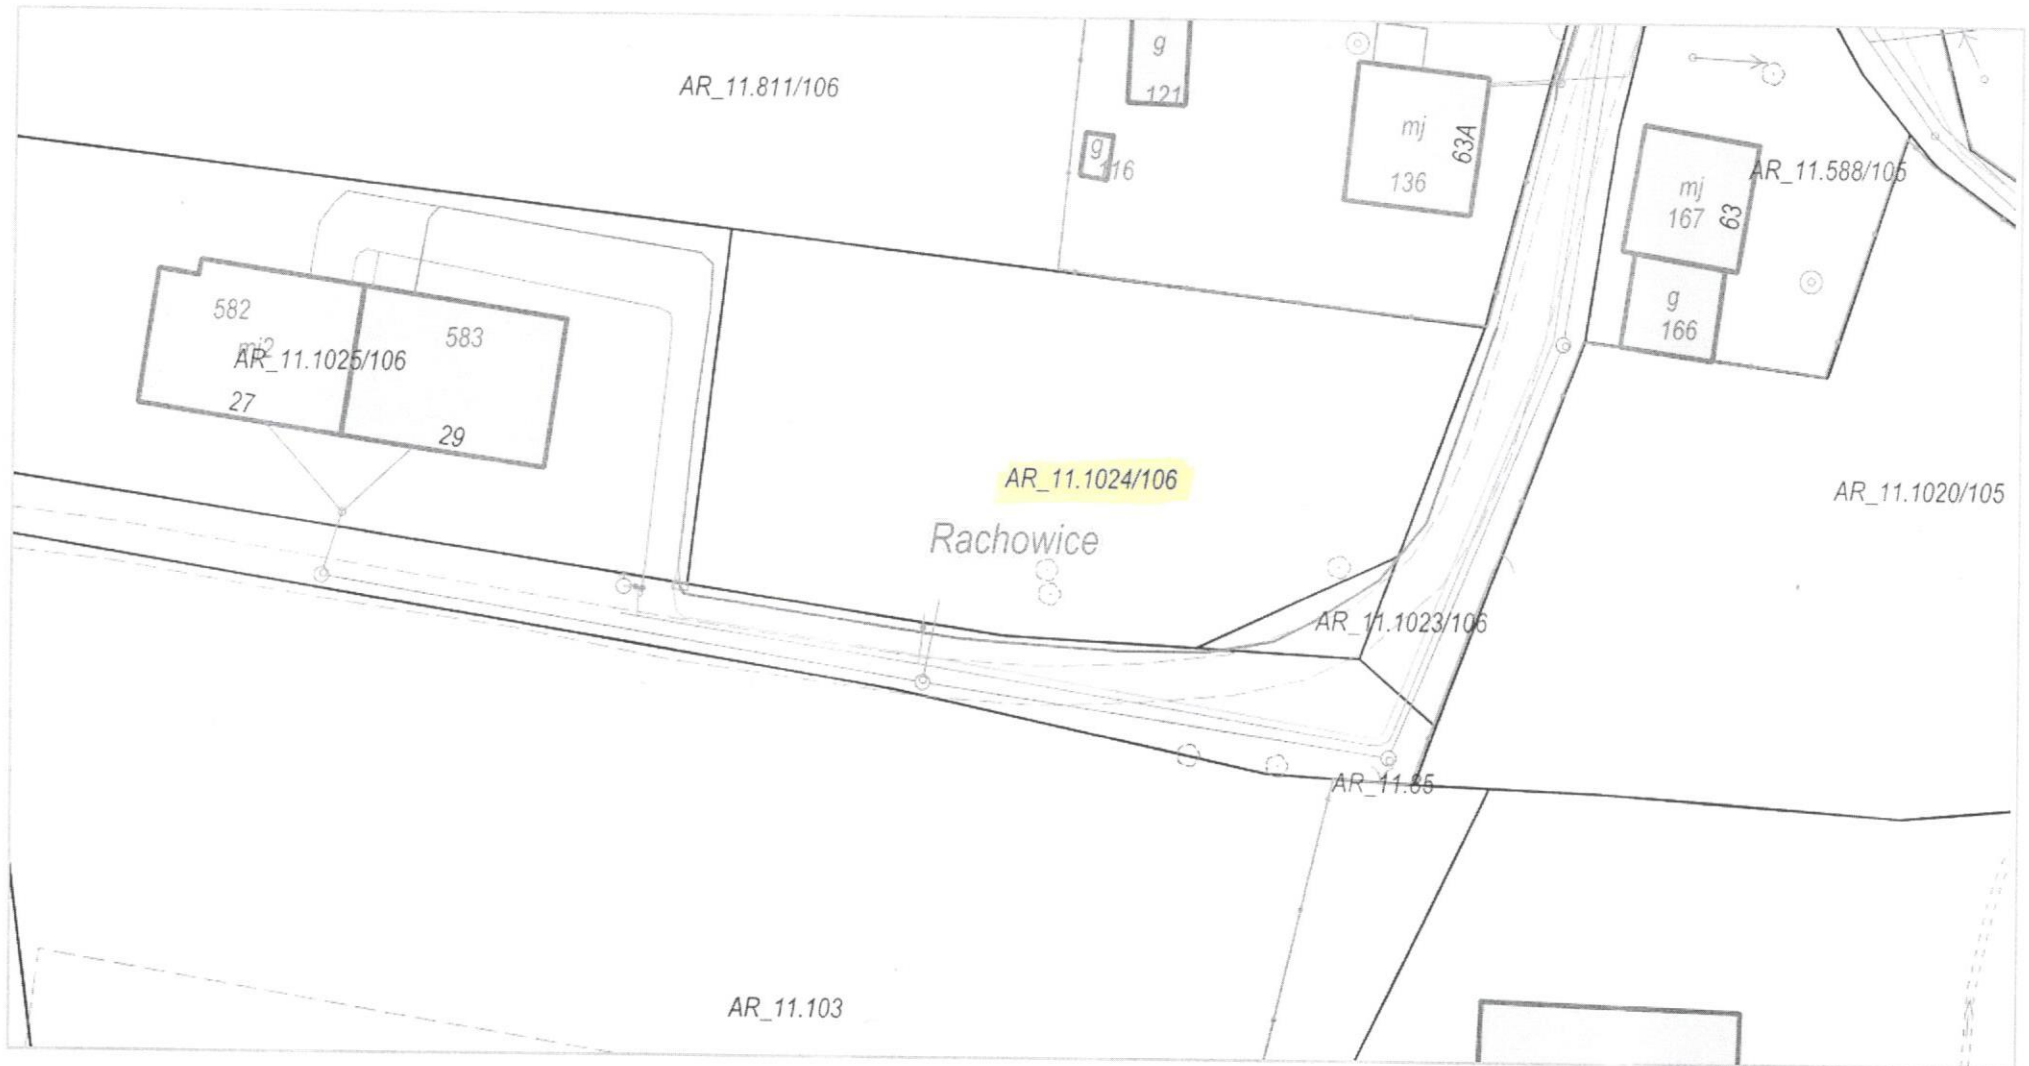 g
121
AR_11.811/106
mj
63A
136
g
116
AR_11.588/105
mj
167
63
g
166
582
583
mj2
AR_11.1025/106
27
29
AR_11.1024/106
AR_11.1020/105
Rachowice
AR_11.1023/106
AR_11.85
AR_11.103